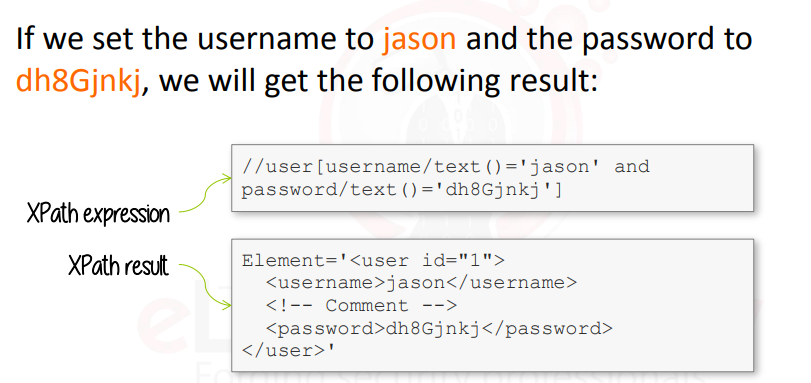 If we set the username to jason and the password to
dh8Gjnkj, we will get the following result:
//user[username/text()='jason' and
password/text()='dh8Gjnkj']
XPath expression
XPath result
Element='<user id="1">
<username>jason</username>
<!-- Comment -->
<password>dh8Gjnkj</password>
</user>'